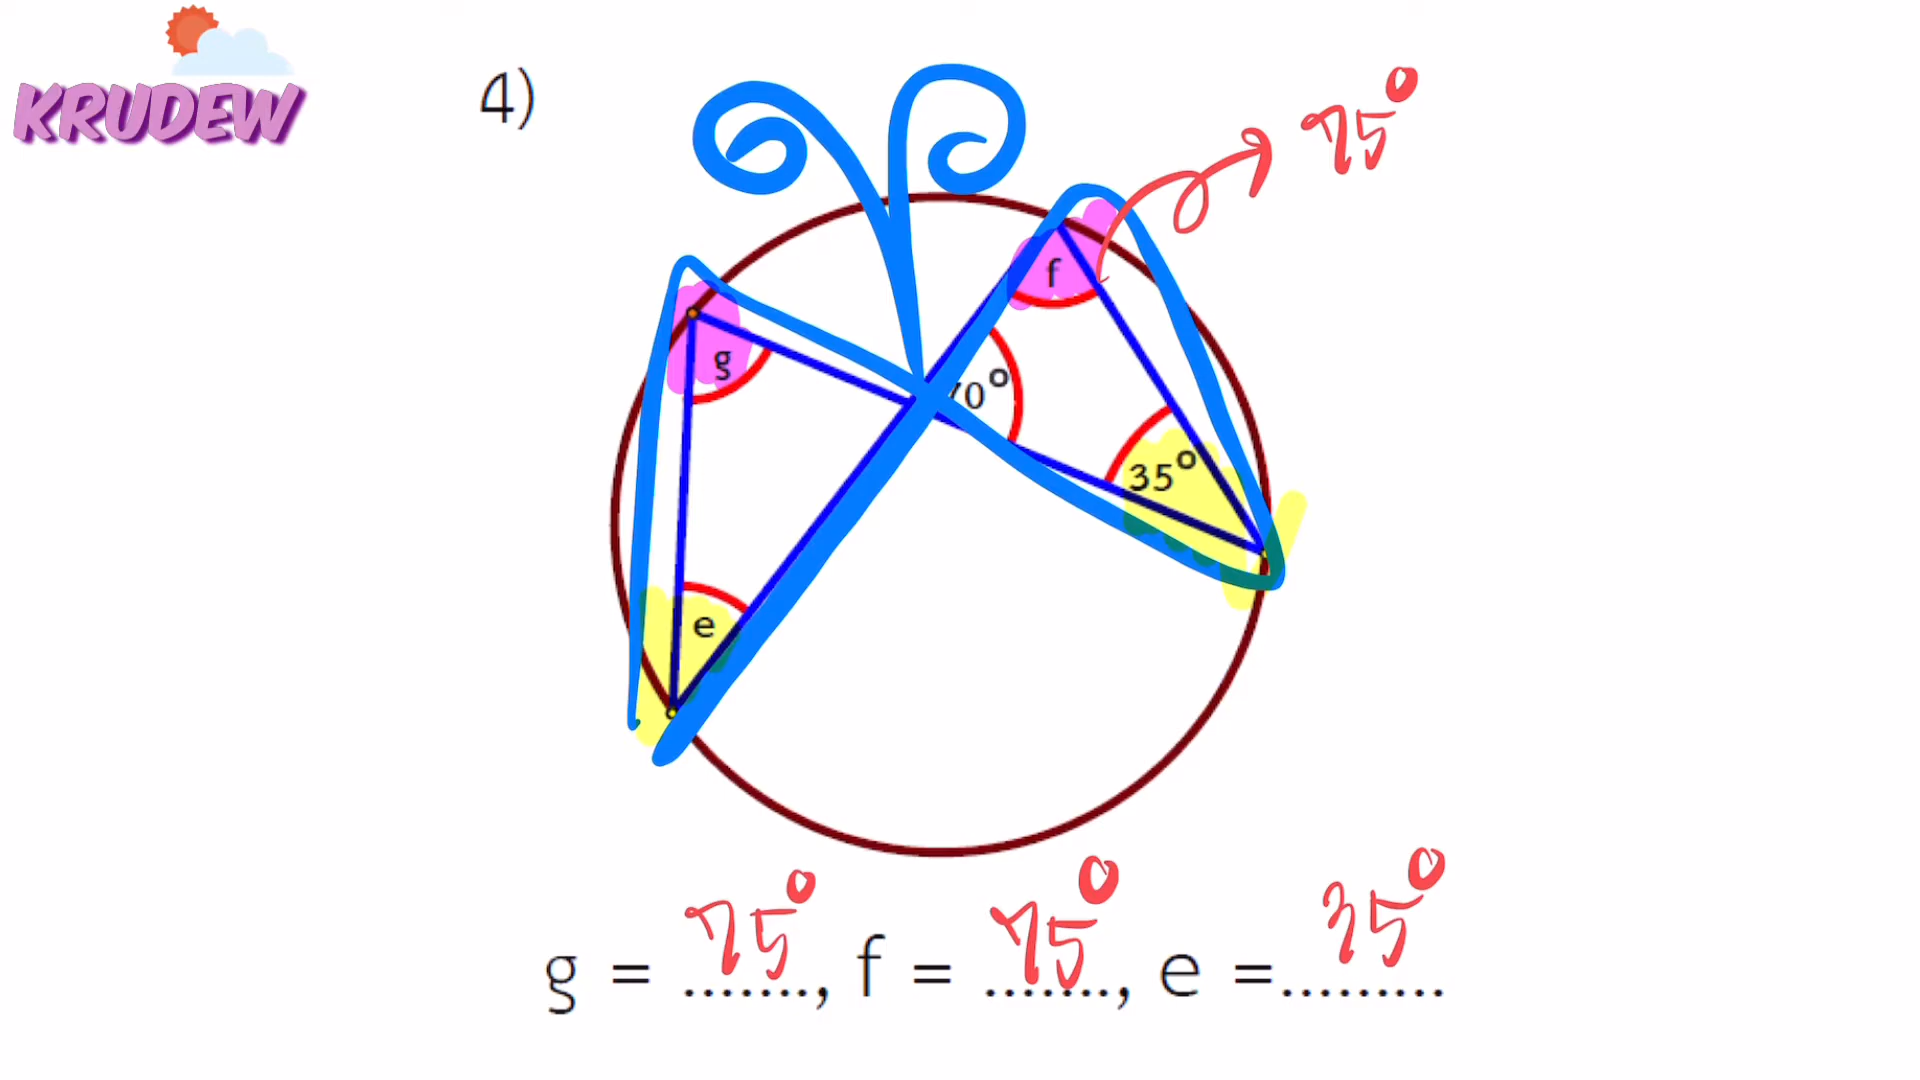 KRUDEW
4)
75°
f
g
70°
35°
e
g = 75°, f = 75°, e = 35°